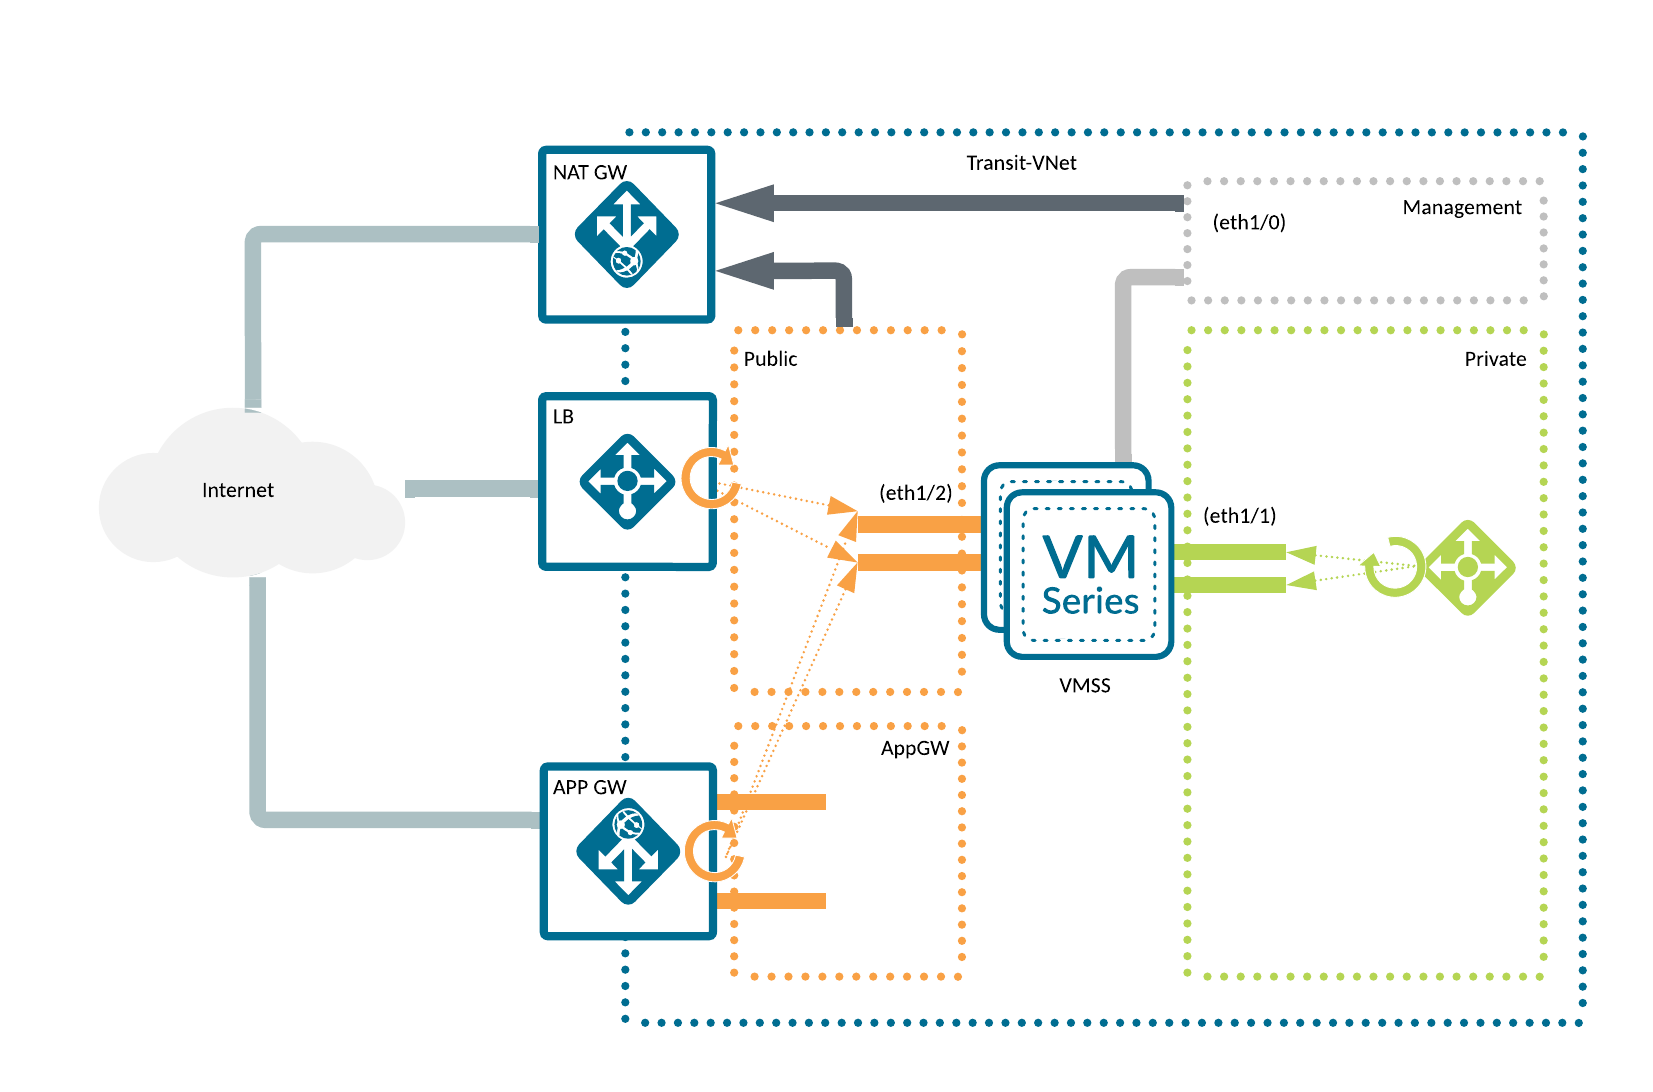 Transit-VNet
NAT GW
(eth1/0)
Management
Public
Private
LB
Internet
(eth1/2)
(eth1/1)
VM
Series
VMSS
AppGW
APP GW